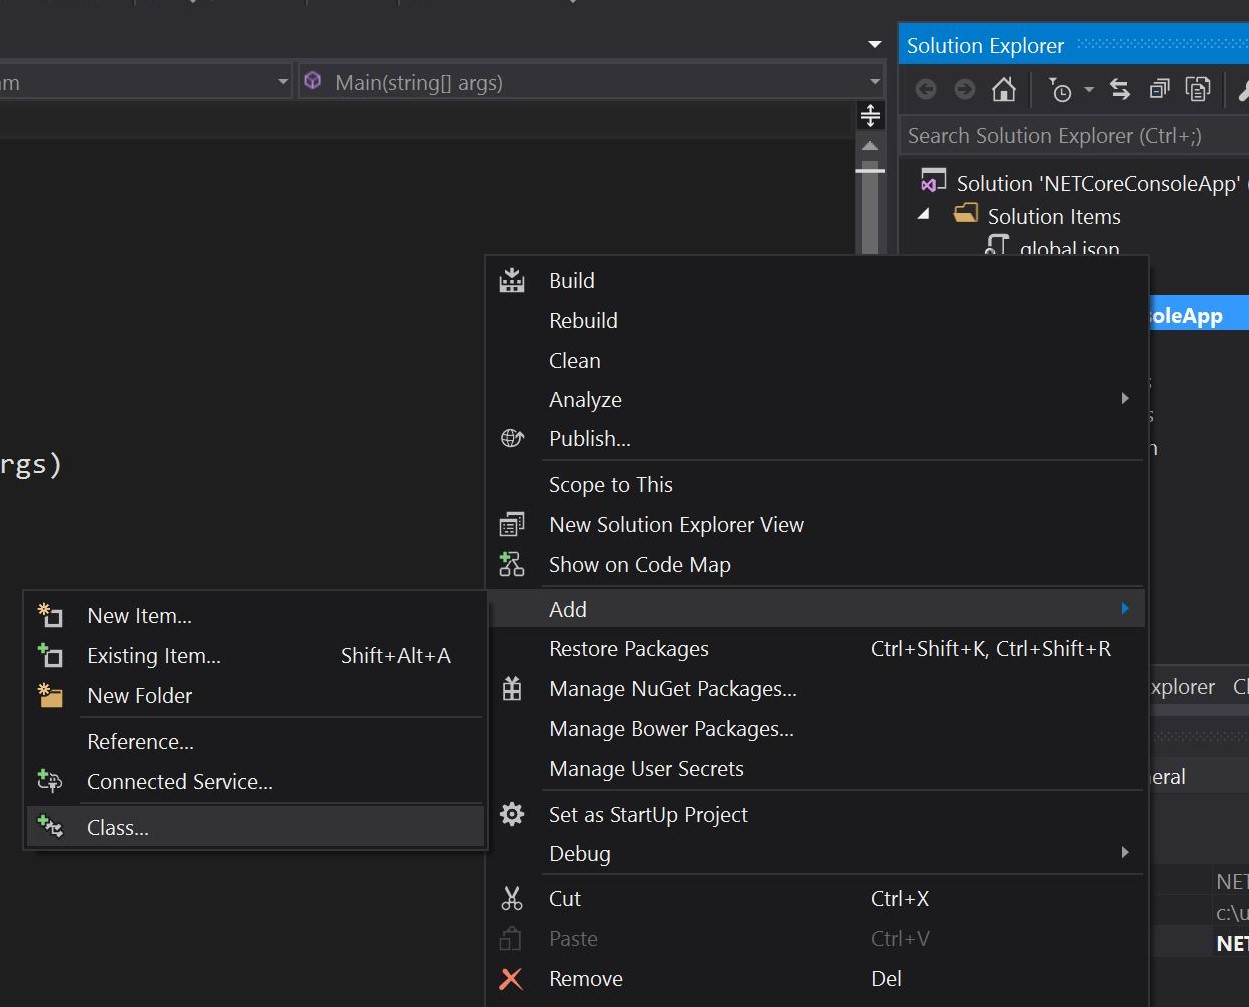 Solution Explorer
am
Main(string[] args)
Search Solution Explorer (Ctrl+;)
Solution 'NETCoreConsoleApp'
Solution Items
global.json
oleApp
rgs)
Build
Rebuild
Clean
Analyze
Publish...
Scope to This
New Solution Explorer View
Show on Code Map
Add
Restore Packages Ctrl+Shift+K, Ctrl+Shift+R
Manage NuGet Packages...
Manage Bower Packages...
Manage User Secrets
Set as StartUp Project
Debug
Cut Ctrl+X
Paste Ctrl+V
Remove Del
New Item...
Existing Item... Shift+Alt+A
New Folder
Reference...
Connected Service...
Class...
xplorer Cl
eral
NET
c:\u
NET